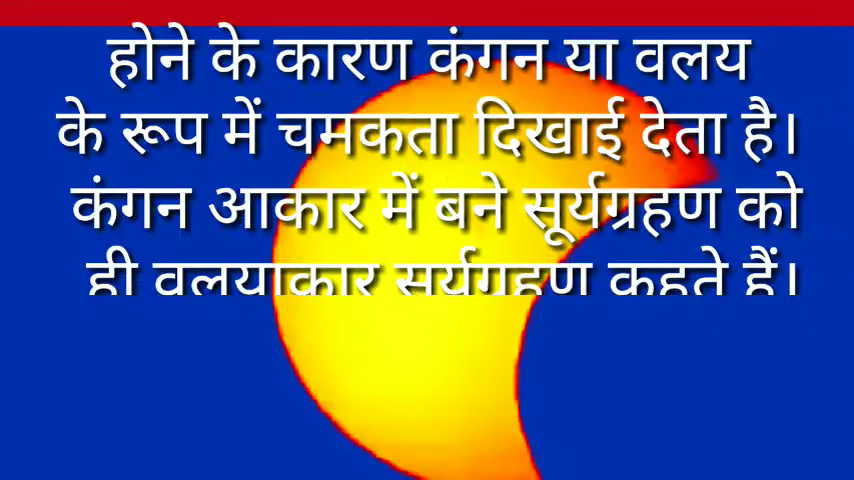 होने के कारण कंगन या वलय
के रूप में चमकता दिखाई देता है।
कंगन आकार में बने सूर्यग्रहण को
ही वलयाकार सूर्यग्रहण कहते हैं।